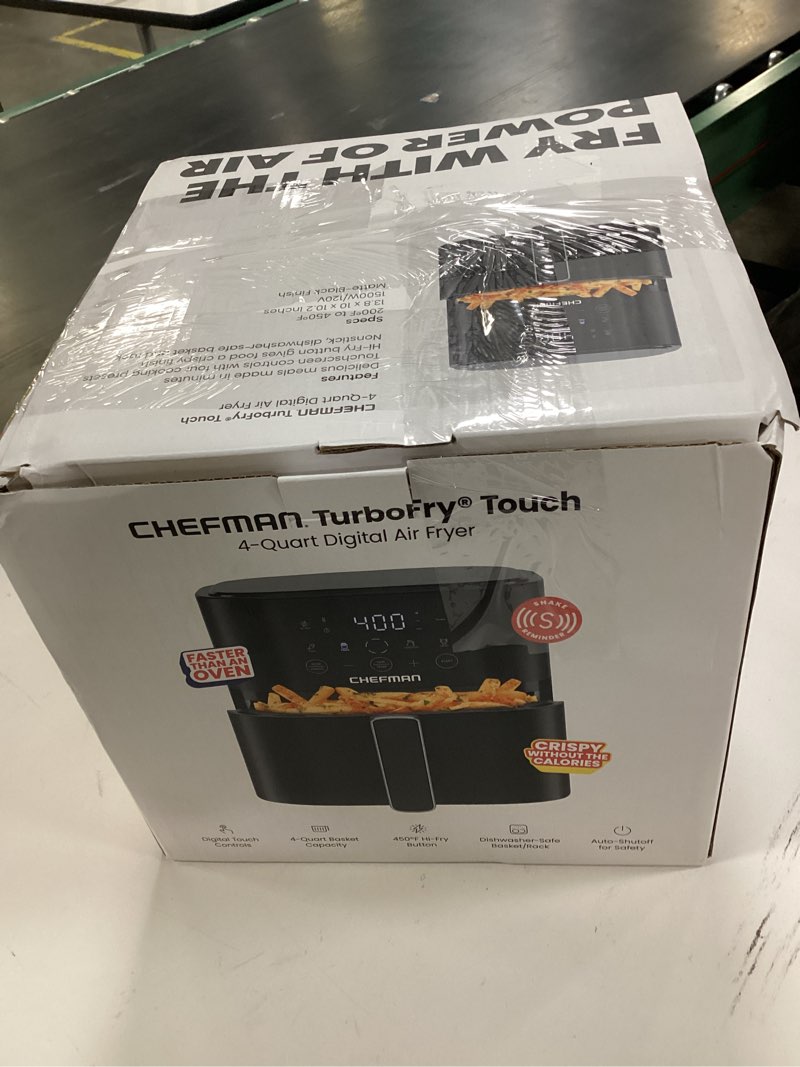 FRY WITH THE
POWER OF AIR
CHEFMAN TurboFry® Touch
4-Quart Digital Air Fryer
Features
Delicious meals made in minutes
Touchscreen controls with four cooking presets
Hi-Fry button gives food a crispy finish
Nonstick, dishwasher-safe basket and rack
Specs
200°F to 450°F
13.8 x 10 x 10.2 inches
1500W/120V
Matte-Black Finish
CHEFMAN
CHEFMAN TurboFry® Touch
4-Quart Digital Air Fryer
400
SHAKE
S
REMINDER
FASTER
THAN AN
OVEN
CHEFMAN
CRISPY
WITHOUT THE
CALORIES
Digital Touch
Controls
4-Quart Basket
Capacity
450°F Hi-Fry
Button
Dishwasher-Safe
Basket/Rack
Auto-Shutoff
for Safety